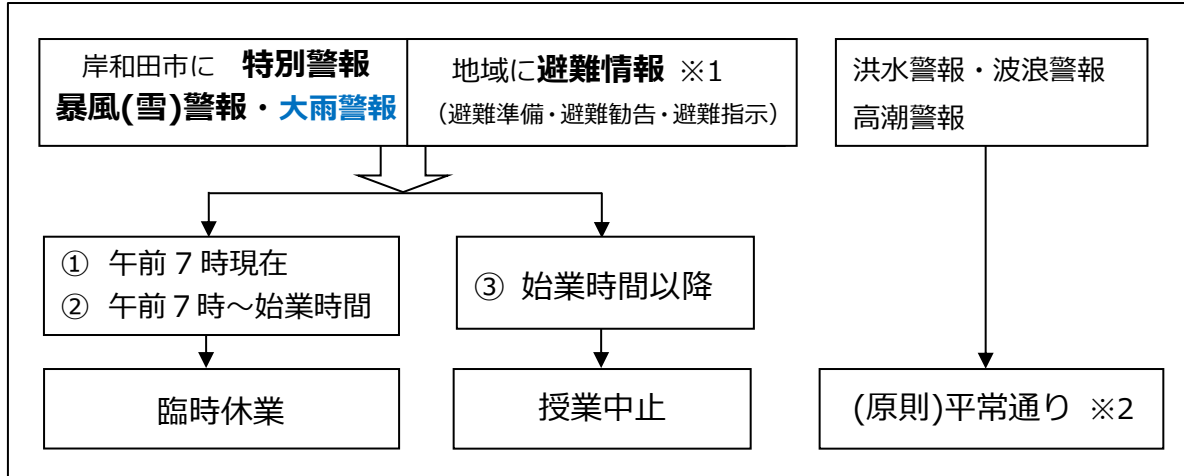 岸和田市に 特別警報
暴風(雪)警報・大雨警報
地域に避難情報 ※1
(避難準備・避難勧告・避難指示)
洪水警報・波浪警報
高潮警報
① 午前7時現在
② 午前7時～始業時間
③ 始業時間以降
臨時休業
授業中止
(原則)平常通り ※2